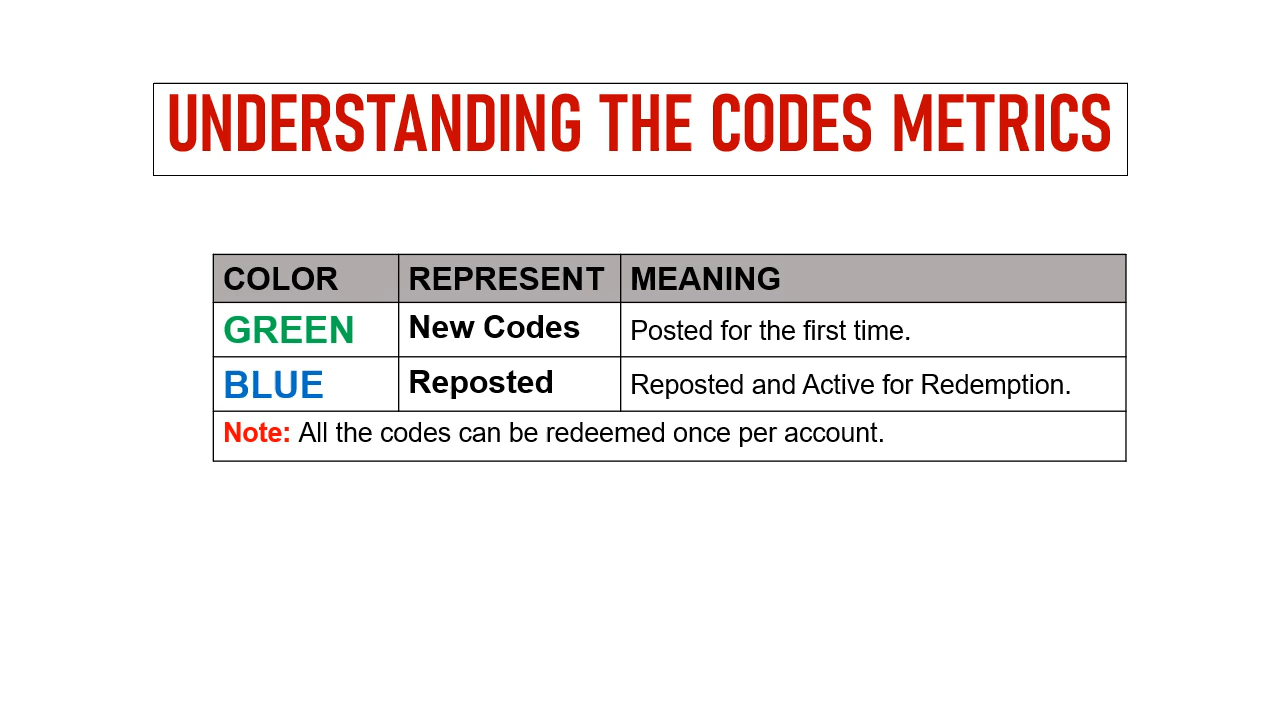 UNDERSTANDING THE CODES METRICS
COLOR REPRESENT MEANING
GREEN New Codes Posted for the first time.
BLUE Reposted Reposted and Active for Redemption.
Note: All the codes can be redeemed once per account.